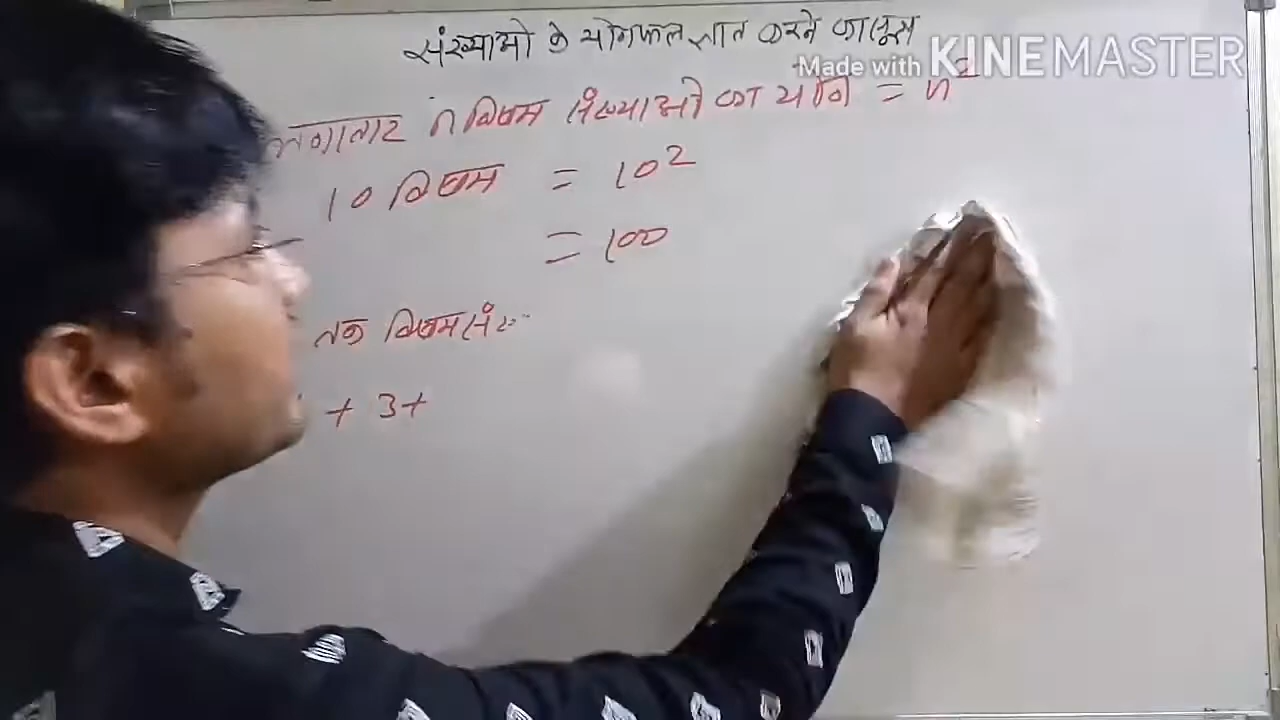 संख्याओ के योगफल ज्ञात करने का सूत्र
Made with KINEMASTER
लगातार n विषम संख्याओ का योग = n²
10 विषम = 10²
= 100
तक विषम सं
+ 3+